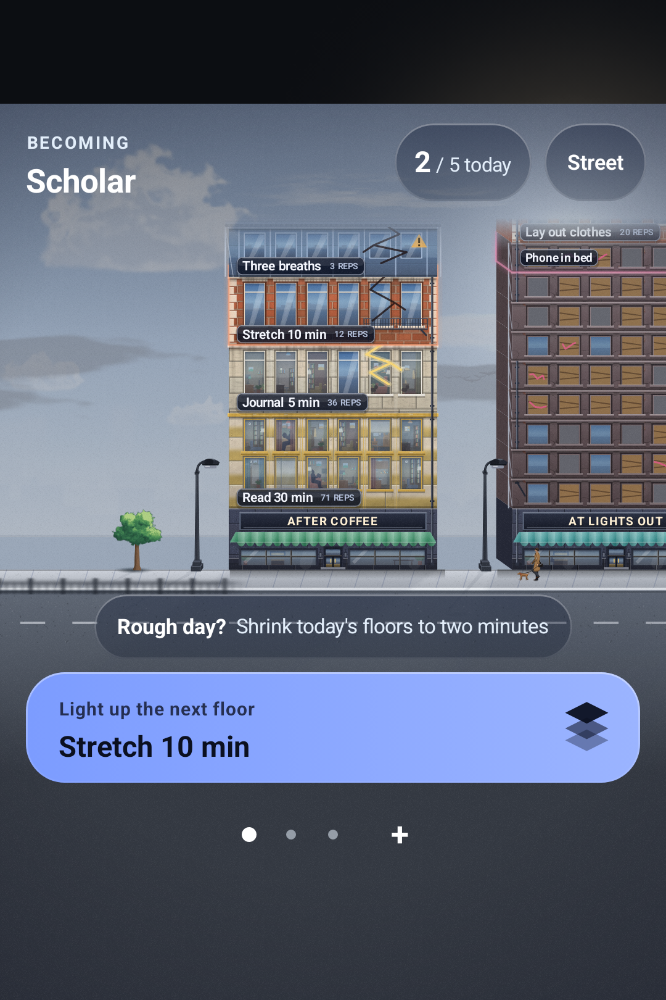 BECOMING
Scholar
2 / 5 today
Street
Three breaths 3 REPS
Stretch 10 min 12 REPS
Journal 5 min 36 REPS
Read 30 min 71 REPS
AFTER COFFEE
Lay out clothes 20 REPS
Phone in bed
AT LIGHTS OUT
Rough day? Shrink today's floors to two minutes
Light up the next floor
Stretch 10 min